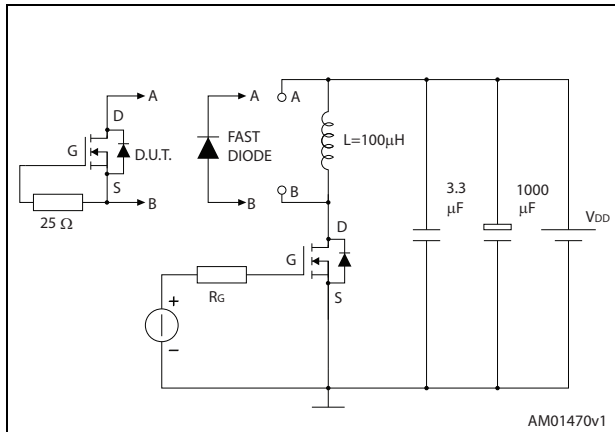 A
A
A
D
G
D.U.T.
FAST
DIODE
L=100μH
S
B
B
B
25 Ω
3.3
μF
1000
μF
VDD
D
G
S
RG
+
−
AM01470v1